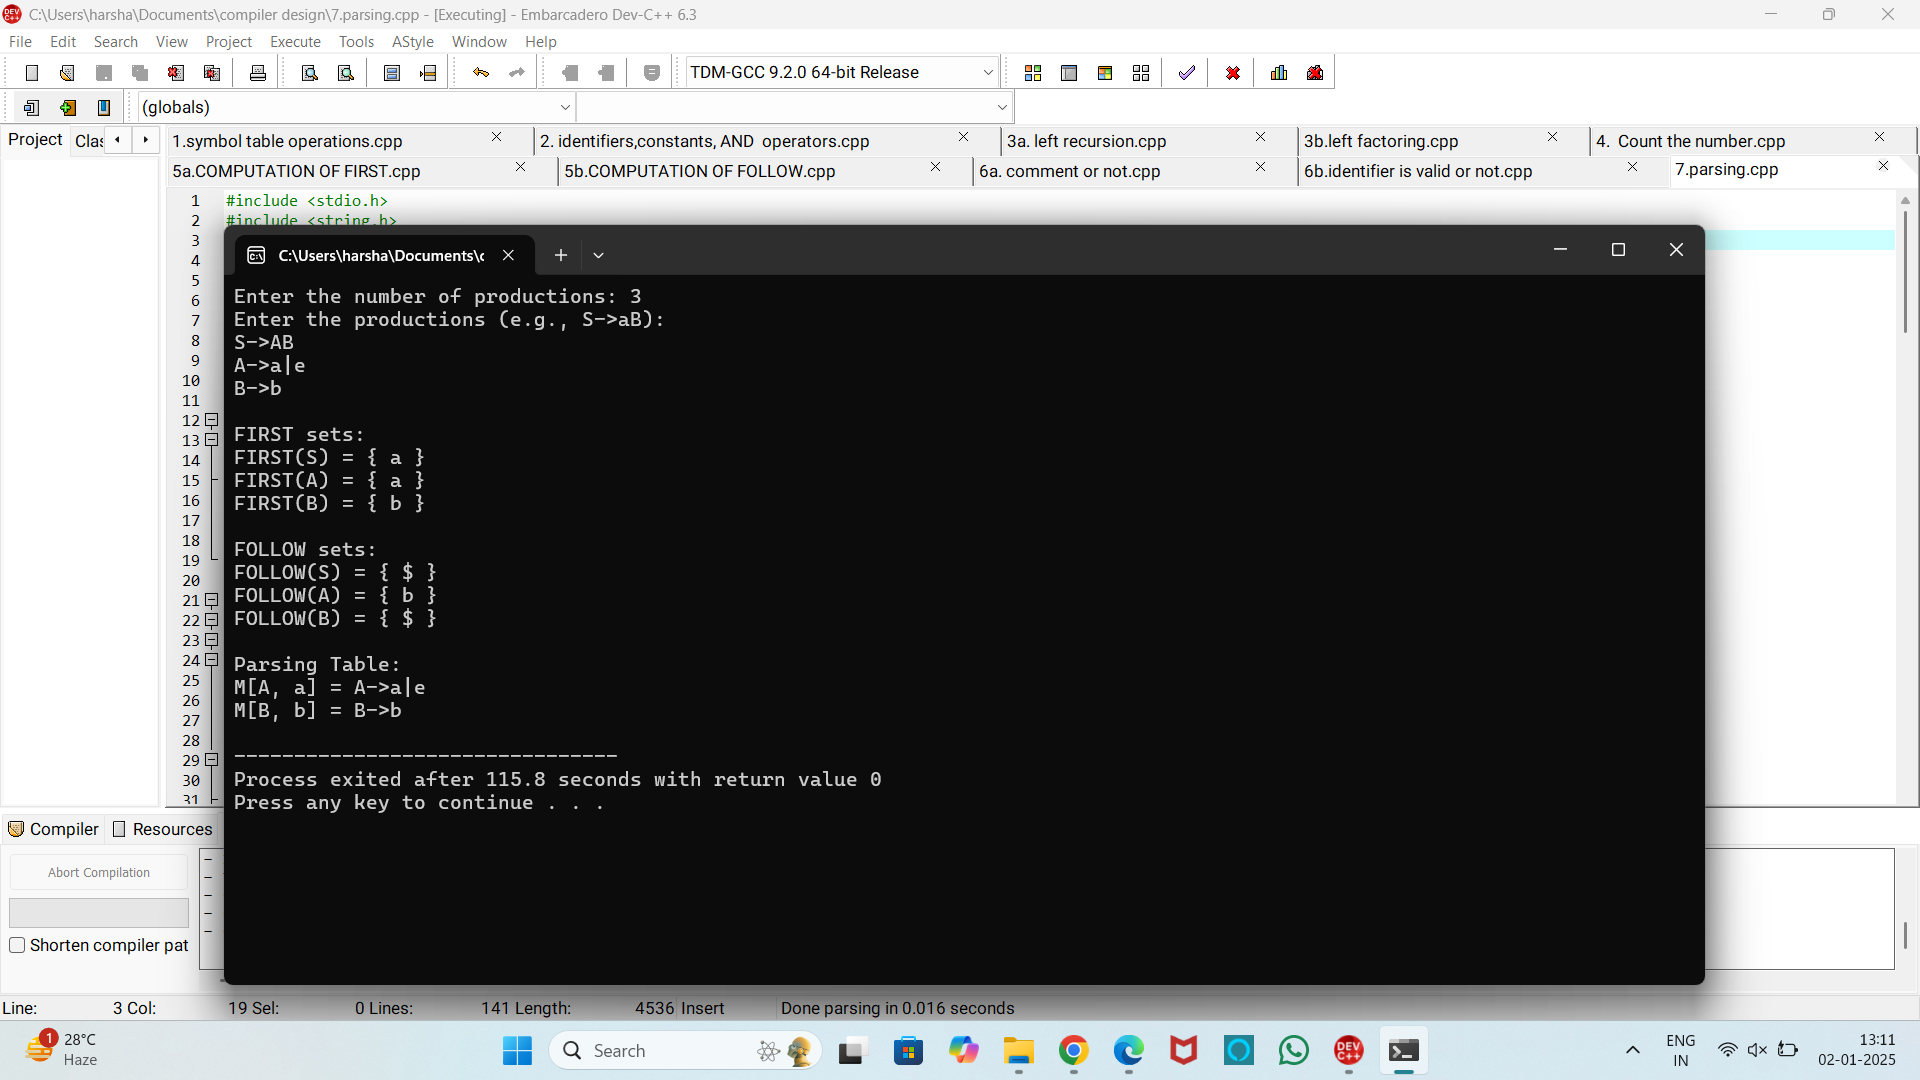 C:\Users\harsha\Documents\compiler design\7.parsing.cpp - [Executing] - Embarcadero Dev-C++ 6.3
File Edit Search View Project Execute Tools AStyle Window Help
TDM-GCC 9.2.0 64-bit Release
(globals)
Project Clas
1.symbol table operations.cpp 2. identifiers,constants, AND operators.cpp 3a. left recursion.cpp 3b.left factoring.cpp 4. Count the number.cpp
5a.COMPUTATION OF FIRST.cpp 5b.COMPUTATION OF FOLLOW.cpp 6a. comment or not.cpp 6b.identifier is valid or not.cpp 7.parsing.cpp
1 #include <stdio.h>
2 #include <string.h>
3
4
5
6
7
8
9
10
11
12
13
14
15
16
17
18
19
20
21
22
23
24
25
26
27
28
29
30
31
C:\Users\harsha\Documents\c
Enter the number of productions: 3
Enter the productions (e.g., S->aB):
S->AB
A->a|e
B->b
FIRST sets:
FIRST(S) = { a }
FIRST(A) = { a }
FIRST(B) = { b }
FOLLOW sets:
FOLLOW(S) = { $ }
FOLLOW(A) = { b }
FOLLOW(B) = { $ }
Parsing Table:
M[A, a] = A->a|e
M[B, b] = B->b
--------------------------------
Process exited after 115.8 seconds with return value 0
Press any key to continue . . .
Compiler Resources
Abort Compilation
Shorten compiler pat
Line: 3 Col: 19 Sel: 0 Lines: 141 Length: 4536 Insert Done parsing in 0.016 seconds
1
28°C
Haze
Search
DEV C++
ENG
IN
13:11
02-01-2025